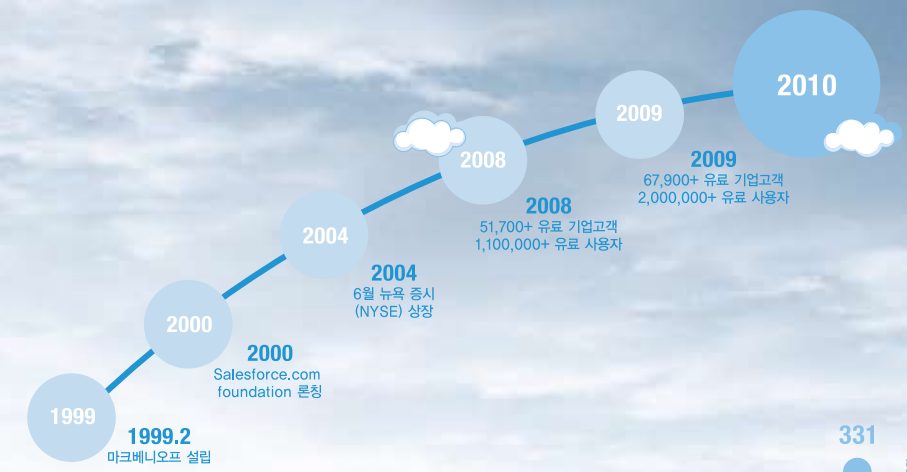 1999
1999.2
마크베니오프 설립
2000
2000
Salesforce.com
foundation 론칭
2004
2004
6월 뉴욕 증시
(NYSE) 상장
2008
2008
51,700+ 유료 기업고객
1,100,000+ 유료 사용자
2009
2009
67,900+ 유료 기업고객
2,000,000+ 유료 사용자
2010
331